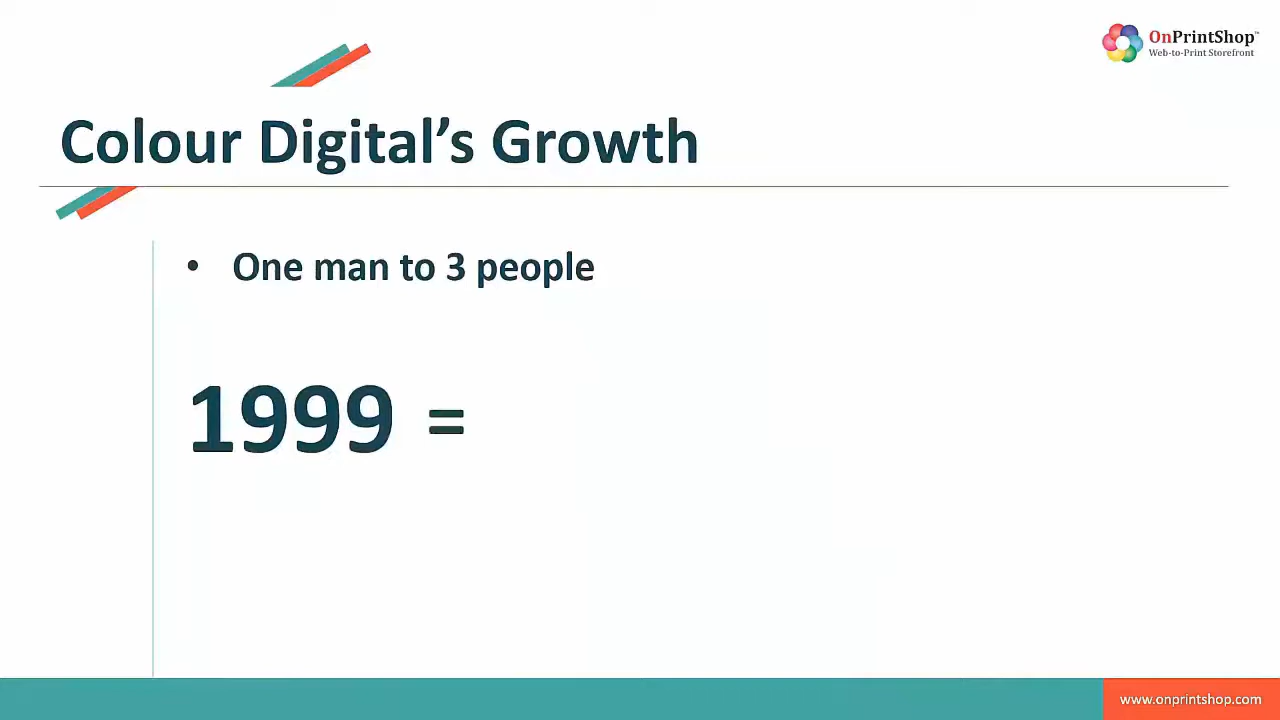 OnPrintShop™
Web-to-Print Storefront
Colour Digital’s Growth
• One man to 3 people
1999 =
www.onprintshop.com